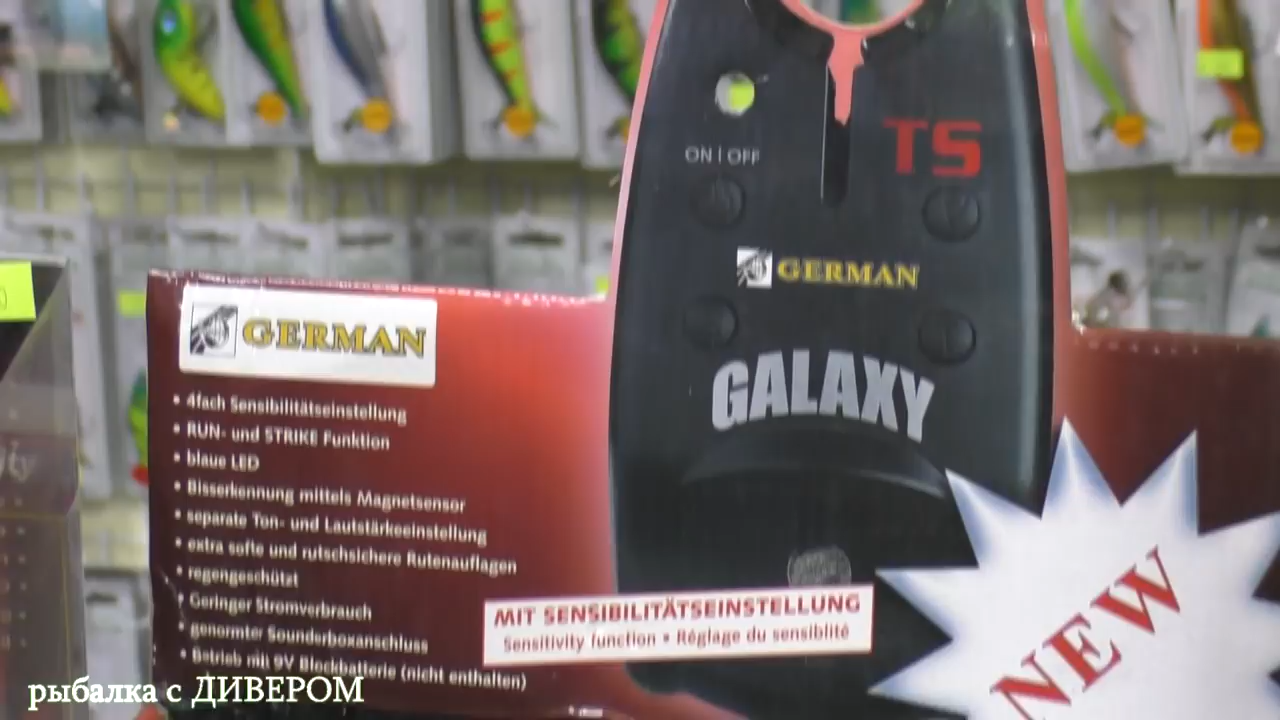 TS
ON | OFF
GERMAN
GALAXY
GERMAN
• 4fach Sensibilitätseinstellung
• RUN- und STRIKE Funktion
• blaue LED
• Bisserkennung mittels Magnetsensor
• separate Ton- und Lautstärkeeinstellung
• extra softe und rutschsichere Rutenauflagen
• regengeschützt
• Geringer Stromverbrauch
• genormter Sounderboxanschluss
• Betrieb mit 9V Blockbatterie (nicht enthalten)
MIT SENSIBILITÄTSEINSTELLUNG
Sensitivity function • Réglage du sensiblité
NEW
рыбалка с ДИВЕРОМ